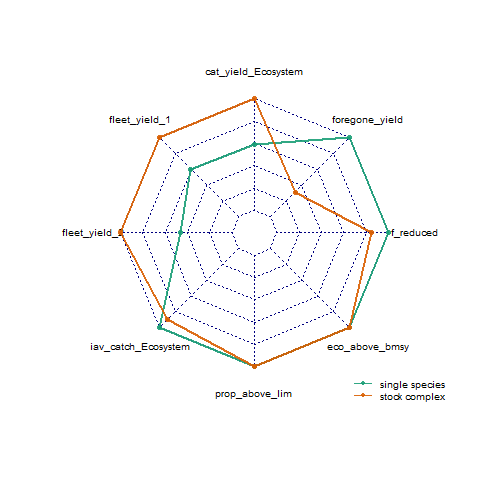 cat_yield_Ecosystem
fleet_yield_1
foregone_yield
fleet_yield_
f_reduced
iav_catch_Ecosystem
eco_above_bmsy
prop_above_lim
single species
stock complex